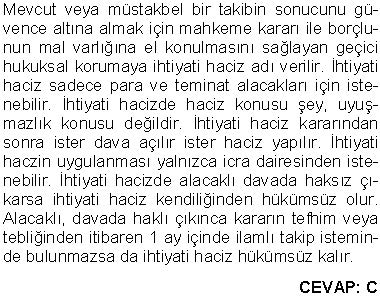 Mevcut veya müstakbel bir takibin sonucunu gü-
vence altına almak için mahkeme kararı ile borçlu-
nun mal varlığına el konulmasını sağlayan geçici
hukuksal korumaya ihtiyati haciz adı verilir. İhtiyati
haciz sadece para ve teminat alacakları için iste-
nebilir. İhtiyati hacizde haciz konusu şey, uyuş-
mazlık konusu değildir. İhtiyati haciz kararından
sonra ister dava açılır ister haciz yapılır. İhtiyati
haczin uygulanması yalnızca icra dairesinden iste-
nebilir. İhtiyati hacizde alacaklı davada haksız çı-
karsa ihtiyati haciz kendiliğinden hükümsüz olur.
Alacaklı, davada haklı çıkınca kararın tefhim veya
tebliğinden itibaren 1 ay içinde ilamlı takip istemin-
de bulunmazsa da ihtiyati haciz hükümsüz kalır.
CEVAP: C